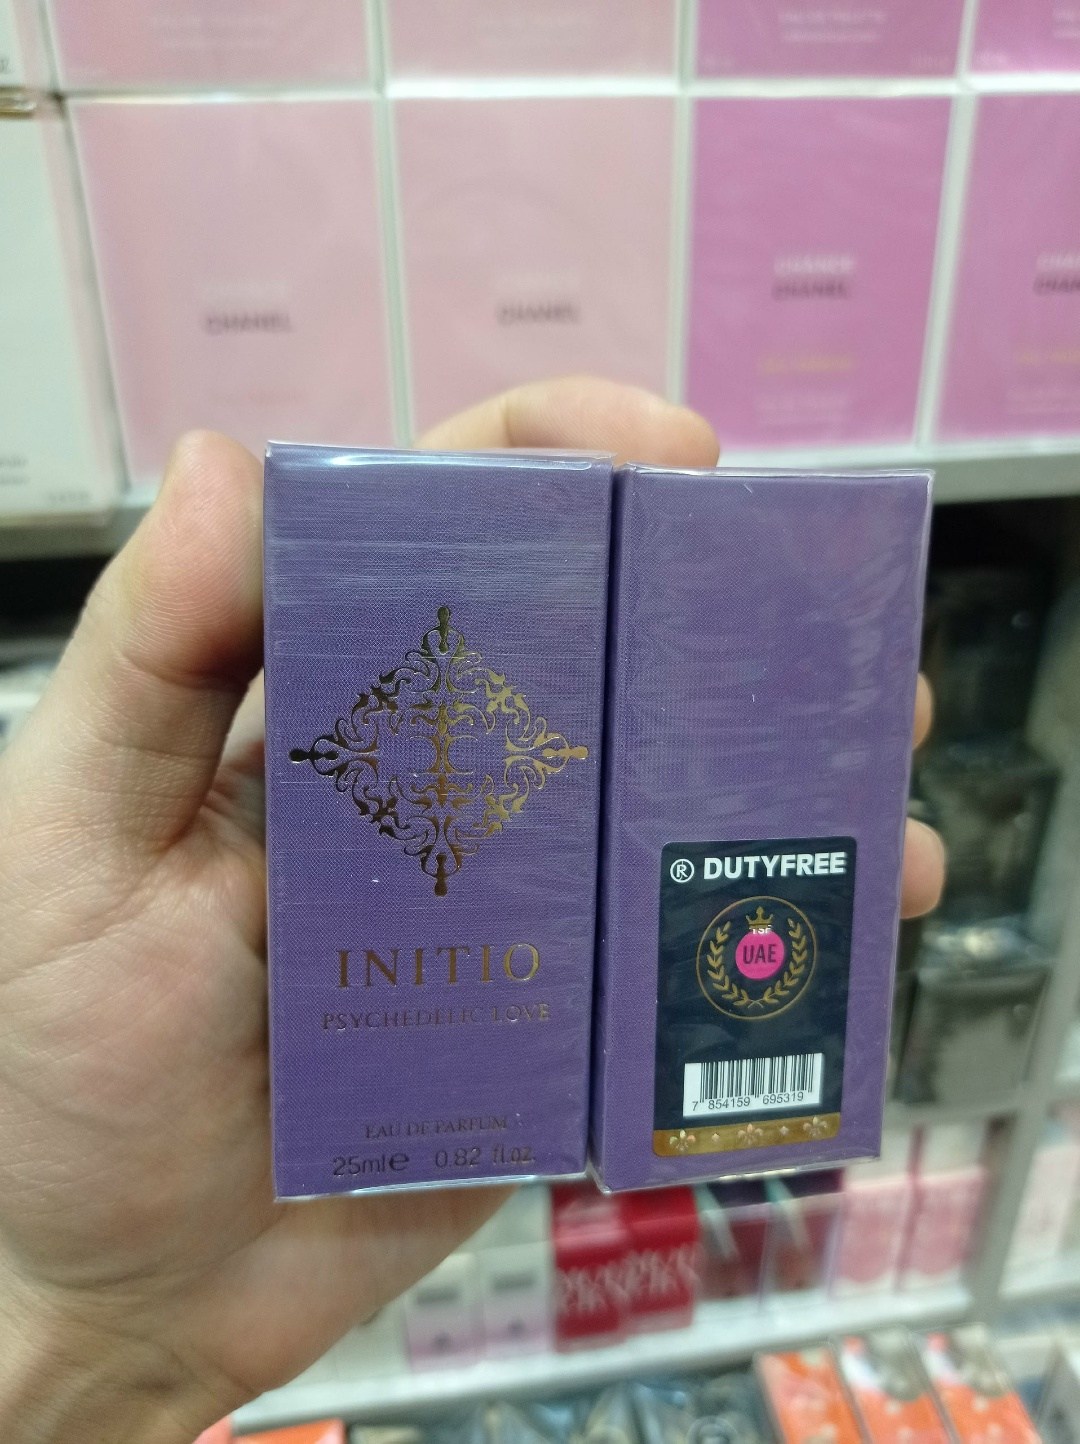 CHANEL
CHANEL
CHANCE
CHANEL
INITIO
PSYCHEDELIC LOVE
EAU DE PARFUM
25ml e 0.82 fl.oz.
® DUTYFREE
UAE
7 854159 695319